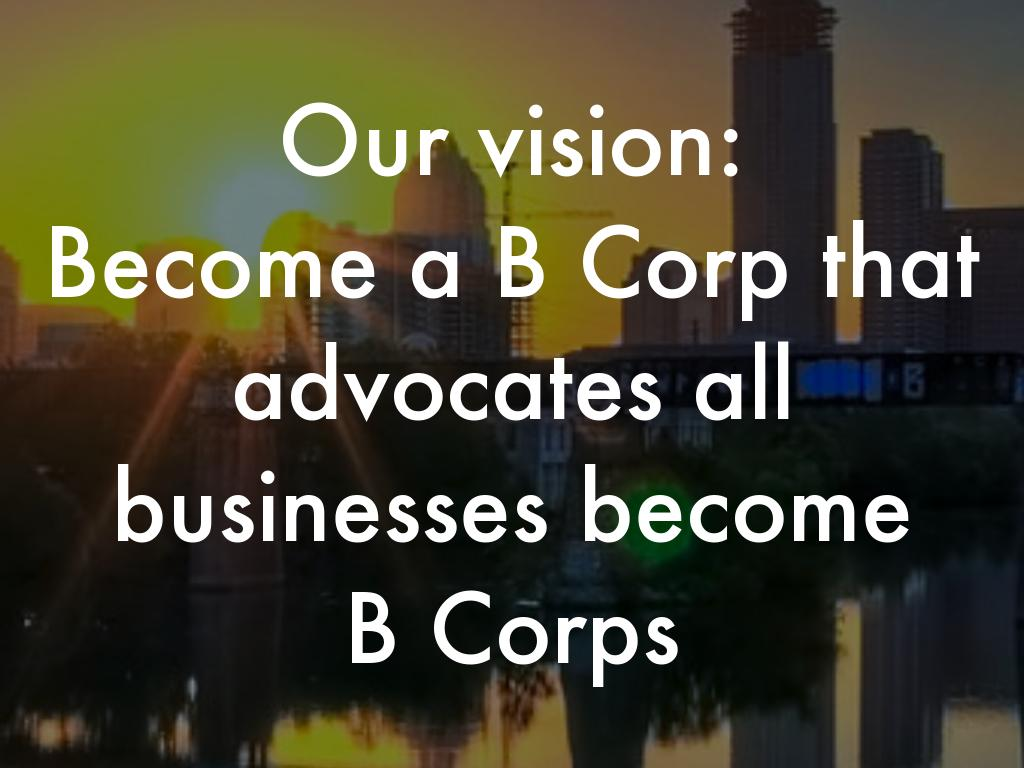 Our vision:
Become a B Corp that
advocates all
businesses become
B Corps